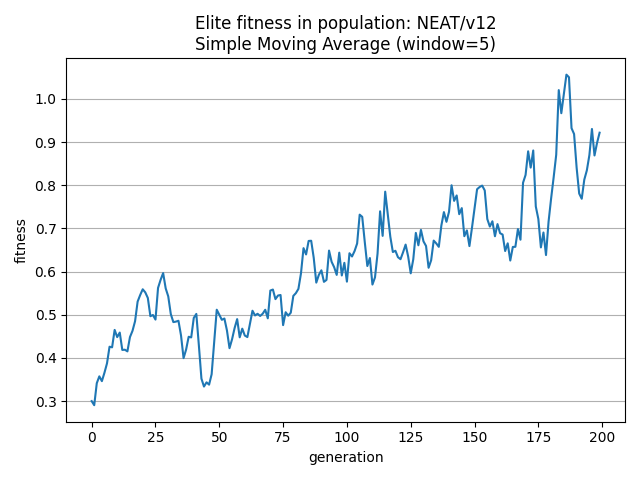 Elite fitness in population: NEAT/v12
Simple Moving Average (window=5)
fitness
1.0
0.9
0.8
0.7
0.6
0.5
0.4
0.3
0 25 50 75 100 125 150 175 200
generation